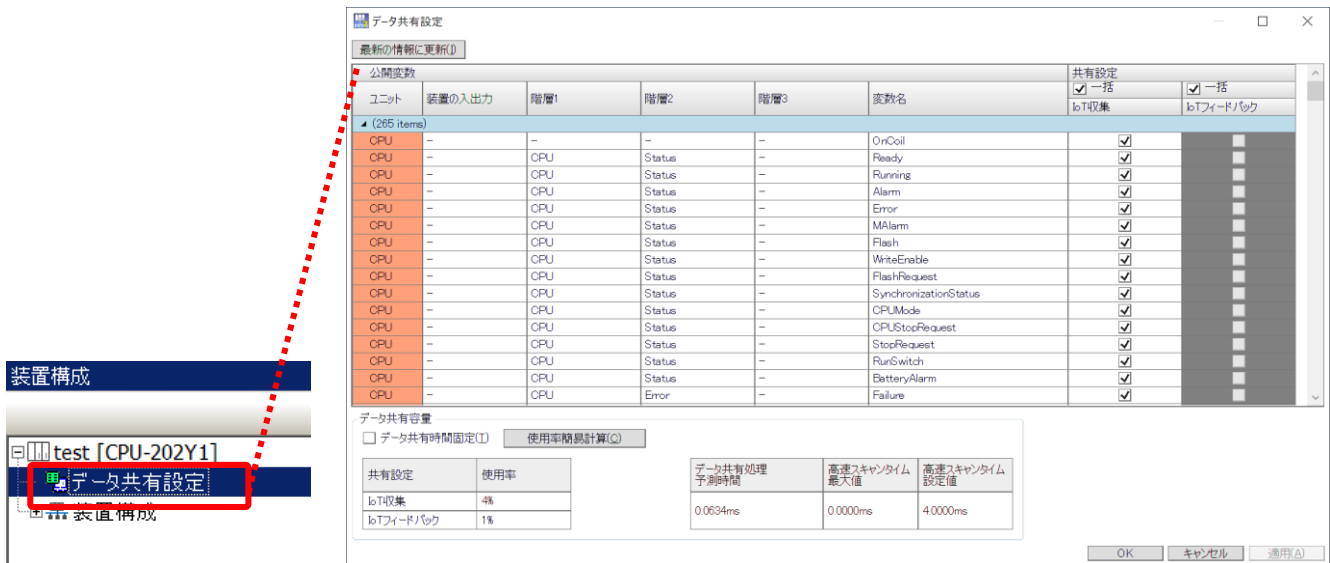 データ共有設定
最新の情報に更新(I)
公開変数 共有設定
ユニット 装置の入出力 階層1 階層2 階層3 変数名 一括 一括
IoT収集 IoTフィードバック
(265 items)
CPU - - - - OnCoil
CPU - CPU Status - Ready
CPU - CPU Status - Running
CPU - CPU Status - Alarm
CPU - CPU Status - Error
CPU - CPU Status - MAlarm
CPU - CPU Status - Flash
CPU - CPU Status - WriteEnable
CPU - CPU Status - FlashRequest
CPU - CPU Status - SynchronizationStatus
CPU - CPU Status - CPUMode
CPU - CPU Status - CPUStopRequest
CPU - CPU Status - StopRequest
CPU - CPU Status - RunSwitch
CPU - CPU Status - BatteryAlarm
CPU - CPU Error - Failure
データ共有容量
データ共有時間固定(T) 使用率簡易計算(C)
共有設定 使用率
IoT収集 4%
IoTフィードバック 1%
データ共有処理予測時間 高速スキャンタイム最大値 高速スキャンタイム設定値
0.0634ms 0.0000ms 4.0000ms
OK キャンセル 適用(A)
装置構成
test [CPU-202Y1]
データ共有設定
装置構成